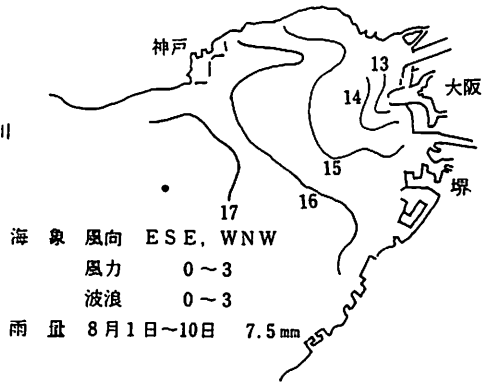 神戸
13
大阪
14
川
15
堺
17
16
海象 風向 ESE, WNW
風力 0～3
波浪 0～3
雨量 8月1日～10日 7.5mm